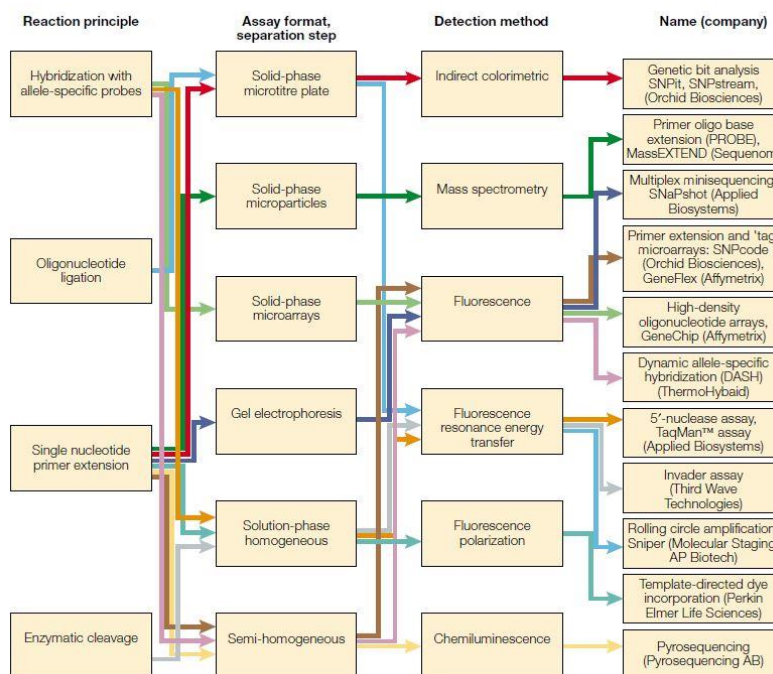 Reaction principle
Assay format,
separation step
Detection method
Name (company)
Hybridization with
allele-specific probes
Oligonucleotide
ligation
Single nucleotide
primer extension
Enzymatic cleavage
Solid-phase
microtitre plate
Solid-phase
microparticles
Solid-phase
microarrays
Gel electrophoresis
Solution-phase
homogeneous
Semi-homogeneous
Indirect colorimetric
Mass spectrometry
Fluorescence
Fluorescence
resonance energy
transfer
Fluorescence
polarization
Chemiluminescence
Genetic bit analysis
SNPit, SNPstream,
(Orchid Biosciences)
Primer oligo base
extension (PROBE),
MassEXTEND (Sequenom
Multiplex minisequencing,
SNaPshot (Applied
Biosystems)
Primer extension and 'tag'
microarrays: SNPcode
(Orchid Biosciences),
GeneFlex (Affymetrix)
High-density
oligonucleotide arrays,
GeneChip (Affymetrix)
Dynamic allele-specific
hybridization (DASH)
(ThermoHybaid)
5′-nuclease assay,
TaqMan™ assay
(Applied Biosystems)
Invader assay
(Third Wave
Technologies)
Rolling circle amplification
Sniper (Molecular Staging
AP Biotech)
Template-directed dye
incorporation (Perkin
Elmer Life Sciences)
Pyrosequencing
(Pyrosequencing AB)